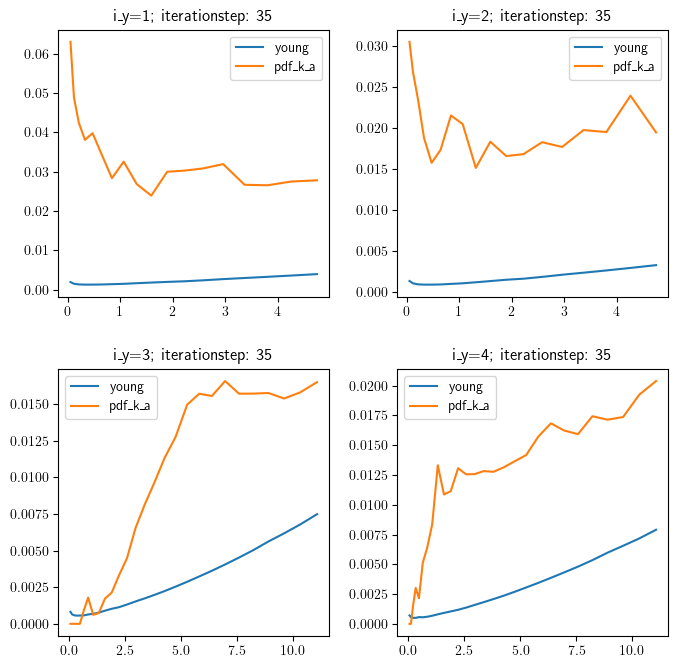 i_y=1; iterationstep: 35
young
pdf_k_a
0.06
0.05
0.04
0.03
0.02
0.01
0.00
0 1 2 3 4
i_y=2; iterationstep: 35
young
pdf_k_a
0.030
0.025
0.020
0.015
0.010
0.005
0.000
0 1 2 3 4
i_y=3; iterationstep: 35
young
pdf_k_a
0.0150
0.0125
0.0100
0.0075
0.0050
0.0025
0.0000
0.0 2.5 5.0 7.5 10.0
i_y=4; iterationstep: 35
young
pdf_k_a
0.0200
0.0175
0.0150
0.0125
0.0100
0.0075
0.0050
0.0025
0.0000
0.0 2.5 5.0 7.5 10.0